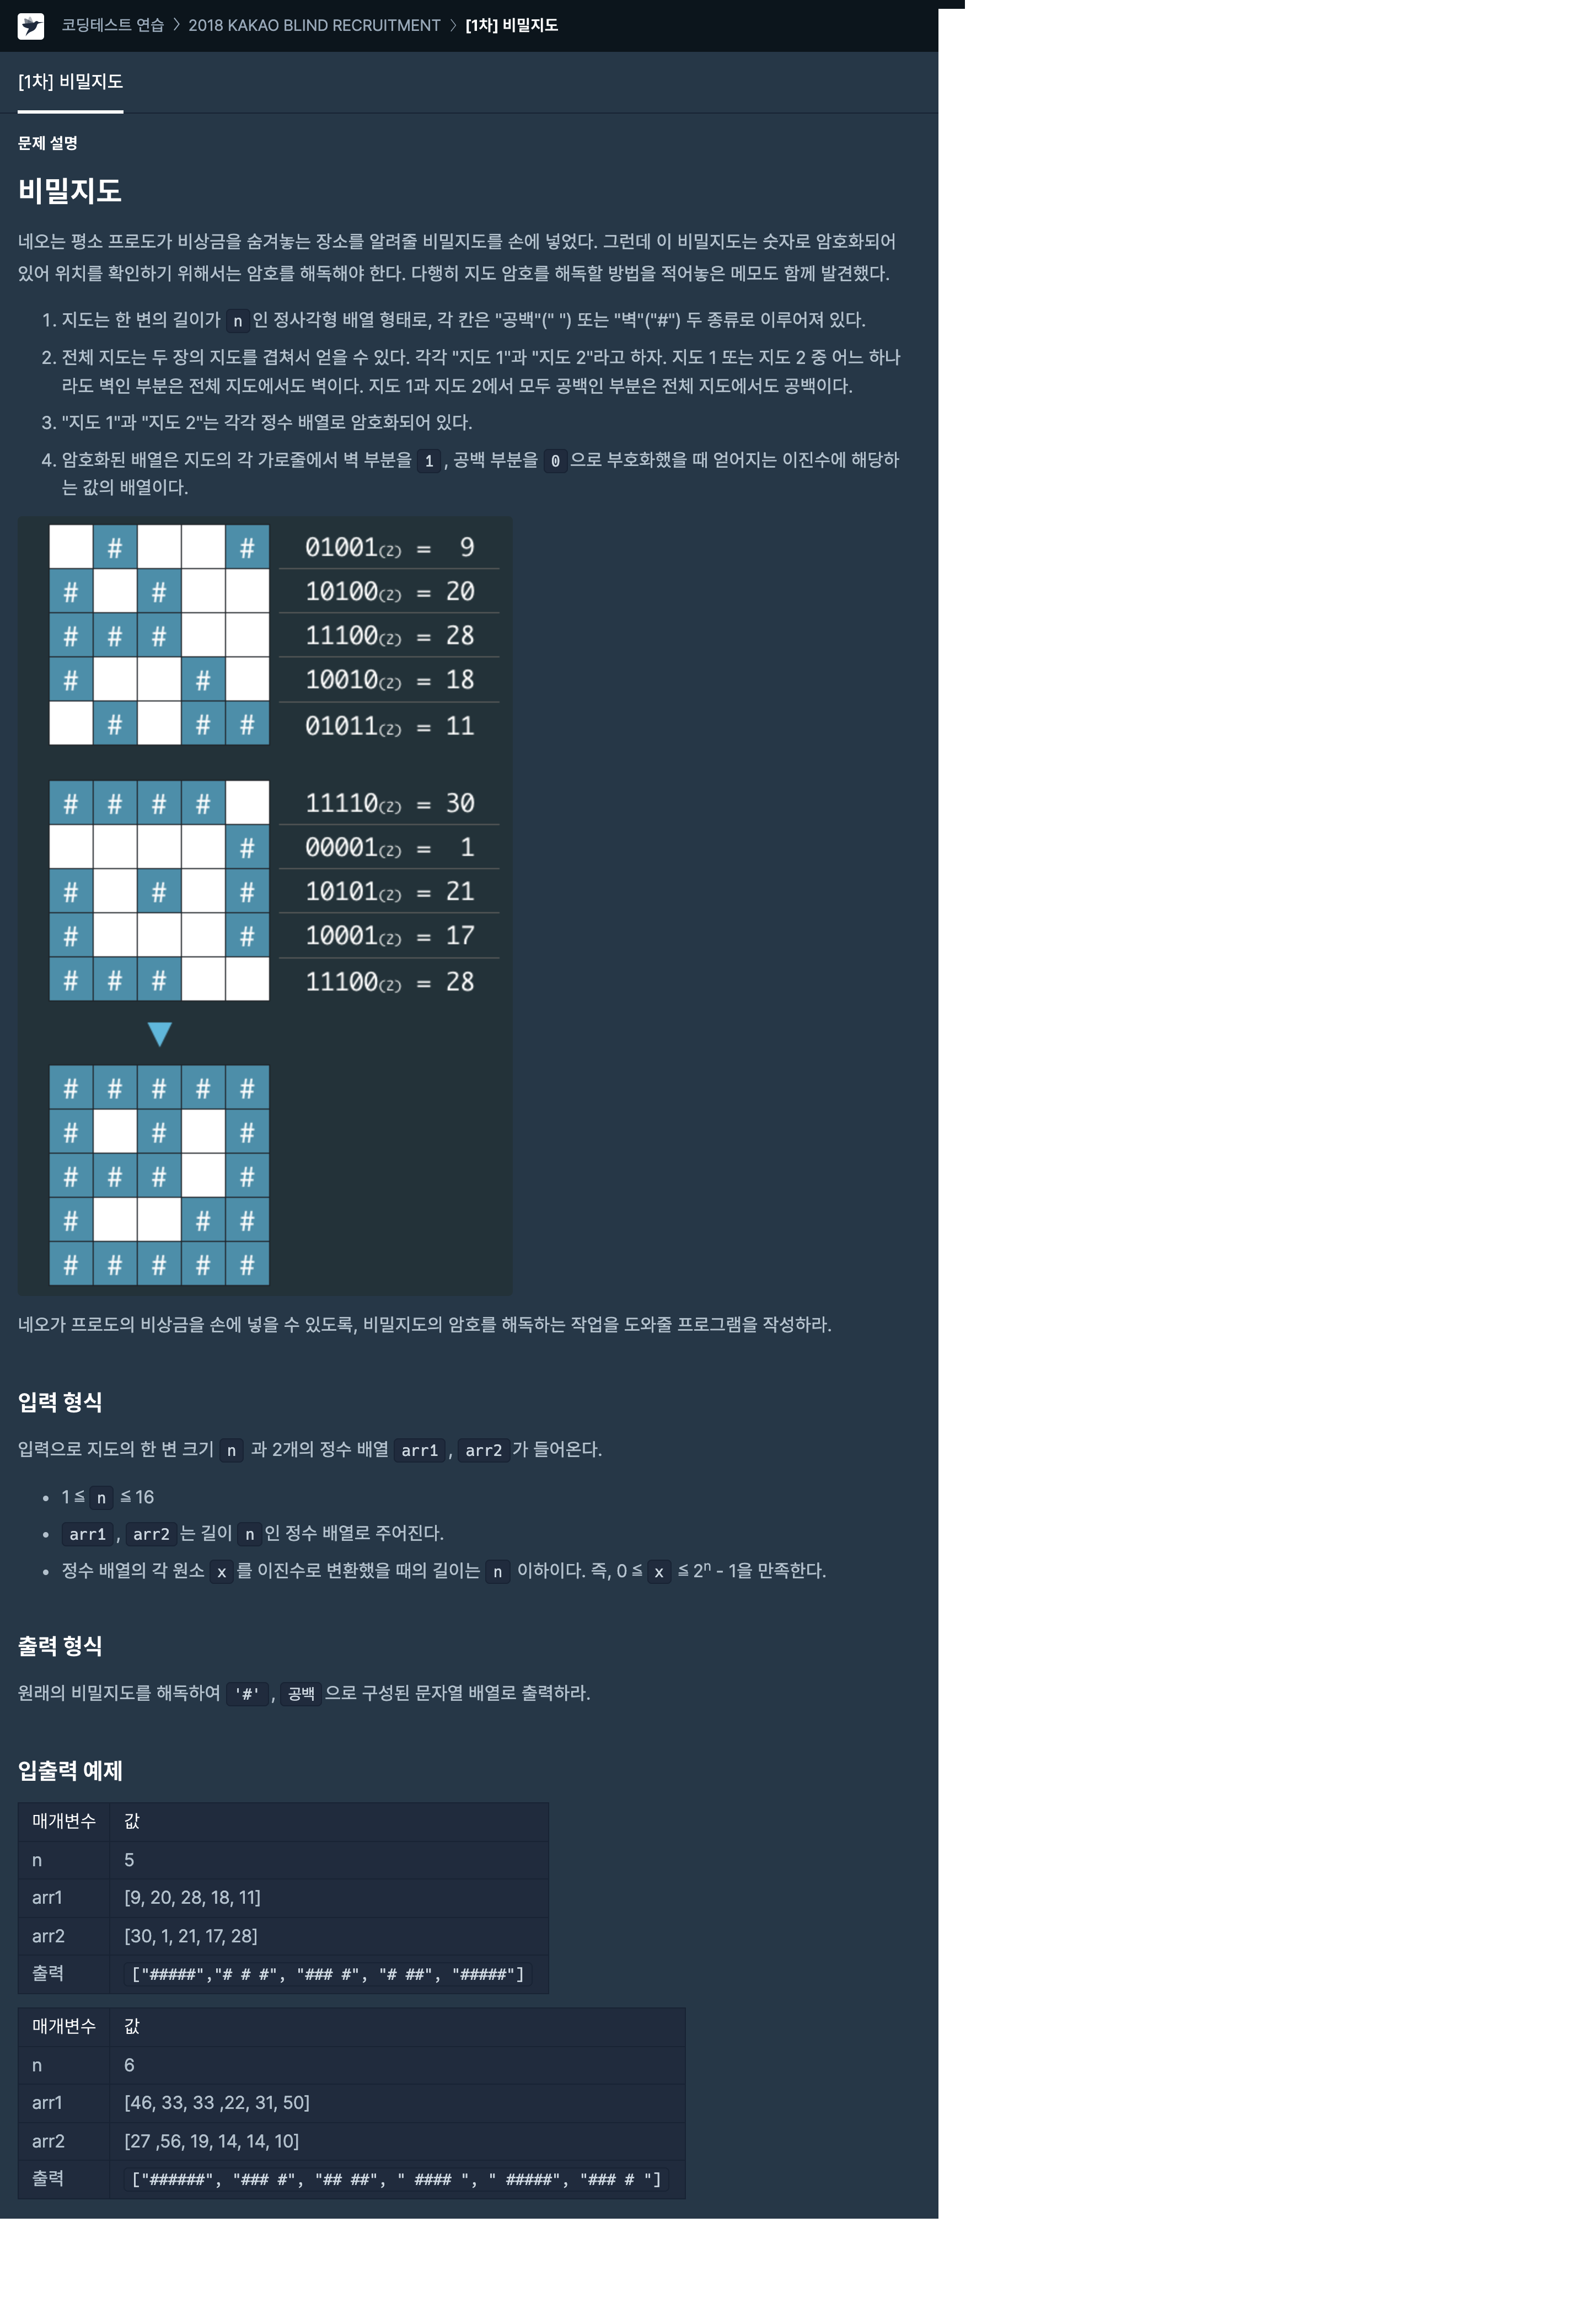 코딩테스트 연습 > 2018 KAKAO BLIND RECRUITMENT > [1차] 비밀지도
[1차] 비밀지도
문제 설명
비밀지도
네오는 평소 프로도가 비상금을 숨겨놓는 장소를 알려줄 비밀지도를 손에 넣었다. 그런데 이 비밀지도는 숫자로 암호화되어
있어 위치를 확인하기 위해서는 암호를 해독해야 한다. 다행히 지도 암호를 해독할 방법을 적어놓은 메모도 함께 발견했다.
1. 지도는 한 변의 길이가 n 인 정사각형 배열 형태로, 각 칸은 "공백"(" ") 또는 "벽"("#") 두 종류로 이루어져 있다.
2. 전체 지도는 두 장의 지도를 겹쳐서 얻을 수 있다. 각각 "지도 1"과 "지도 2"라고 하자. 지도 1 또는 지도 2 중 어느 하나
라도 벽인 부분은 전체 지도에서도 벽이다. 지도 1과 지도 2에서 모두 공백인 부분은 전체 지도에서도 공백이다.
3. "지도 1"과 "지도 2"는 각각 정수 배열로 암호화되어 있다.
4. 암호화된 배열은 지도의 각 가로줄에서 벽 부분을 1 , 공백 부분을 0 으로 부호화했을 때 얻어지는 이진수에 해당하
는 값의 배열이다.
# # 01001(2) = 9
# # 10100(2) = 20
# # # 11100(2) = 28
# # 10010(2) = 18
# # # 01011(2) = 11
# # # # 11110(2) = 30
# 00001(2) = 1
# # # 10101(2) = 21
# # 10001(2) = 17
# # # 11100(2) = 28
# # # # #
# # #
# # # #
# # #
# # # # #
네오가 프로도의 비상금을 손에 넣을 수 있도록, 비밀지도의 암호를 해독하는 작업을 도와줄 프로그램을 작성하라.
입력 형식
입력으로 지도의 한 변 크기 n 과 2개의 정수 배열 arr1 , arr2 가 들어온다.
• 1 ≦ n ≦ 16
• arr1 , arr2 는 길이 n 인 정수 배열로 주어진다.
• 정수 배열의 각 원소 x 를 이진수로 변환했을 때의 길이는 n 이하이다. 즉, 0 ≦ x ≦ 2ⁿ - 1을 만족한다.
출력 형식
원래의 비밀지도를 해독하여 '#' , 공백 으로 구성된 문자열 배열로 출력하라.
입출력 예제
매개변수 값
n 5
arr1 [9, 20, 28, 18, 11]
arr2 [30, 1, 21, 17, 28]
출력 ["#####","# # #", "### #", "# ##", "#####"]
매개변수 값
n 6
arr1 [46, 33, 33 ,22, 31, 50]
arr2 [27 ,56, 19, 14, 14, 10]
출력 ["######", "### #", "## ##", " #### ", " #####", "### # "]